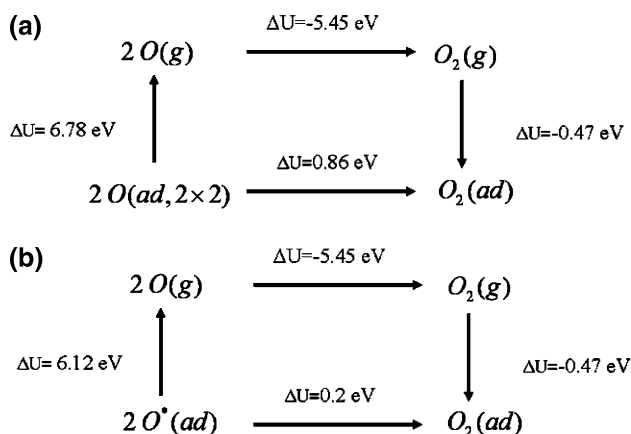 (a)
ΔU=-5.45 eV
2 O(g)
O₂(g)
ΔU= 6.78 eV
ΔU=-0.47 eV
ΔU=0.86 eV
2 O(ad, 2×2)
O₂(ad)
(b)
ΔU=-5.45 eV
2 O(g)
O₂(g)
ΔU= 6.12 eV
ΔU=-0.47 eV
ΔU=0.2 eV
2 O*(ad)
O₂(ad)